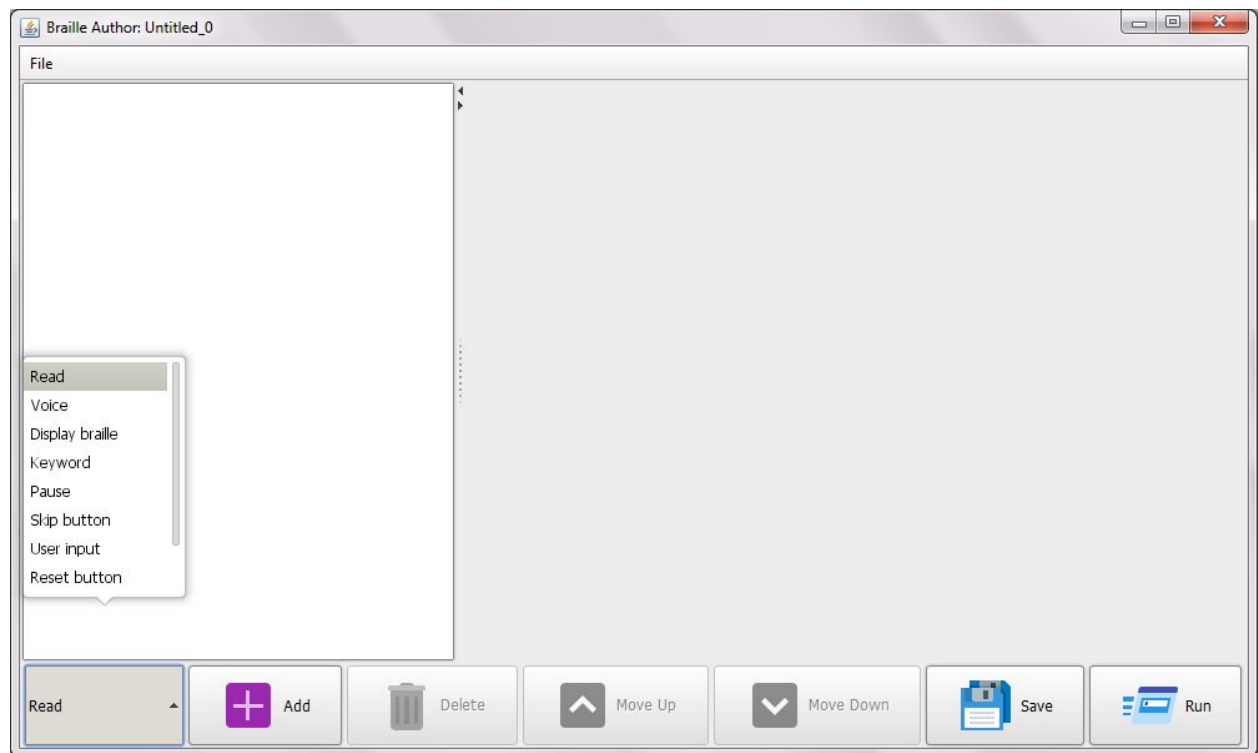 Braille Author: Untitled_0
File
Read
Voice
Display braille
Keyword
Pause
Skip button
User input
Reset button
Read Add Delete Move Up Move Down Save Run